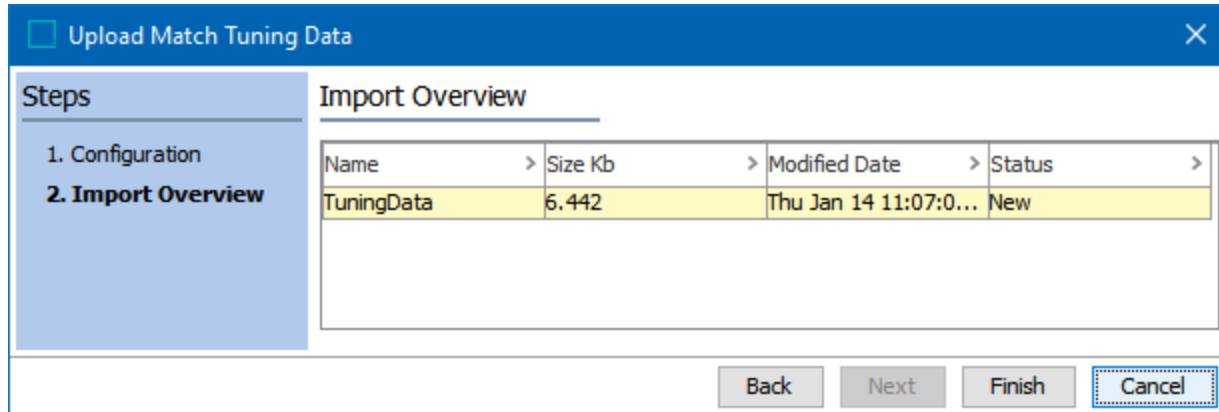 Upload Match Tuning Data
Steps
1. Configuration
2. Import Overview
Import Overview
Name > Size Kb > Modified Date > Status >
TuningData 6.442 Thu Jan 14 11:07:0... New
Back Next Finish Cancel